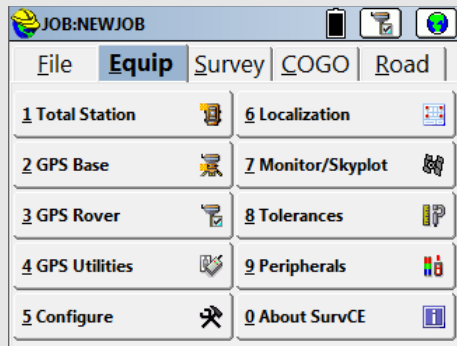 JOB:NEWJOB
File Equip Survey COGO Road
1 Total Station 6 Localization
2 GPS Base 7 Monitor/Skyplot
3 GPS Rover 8 Tolerances
4 GPS Utilities 9 Peripherals
5 Configure 0 About SurvCE